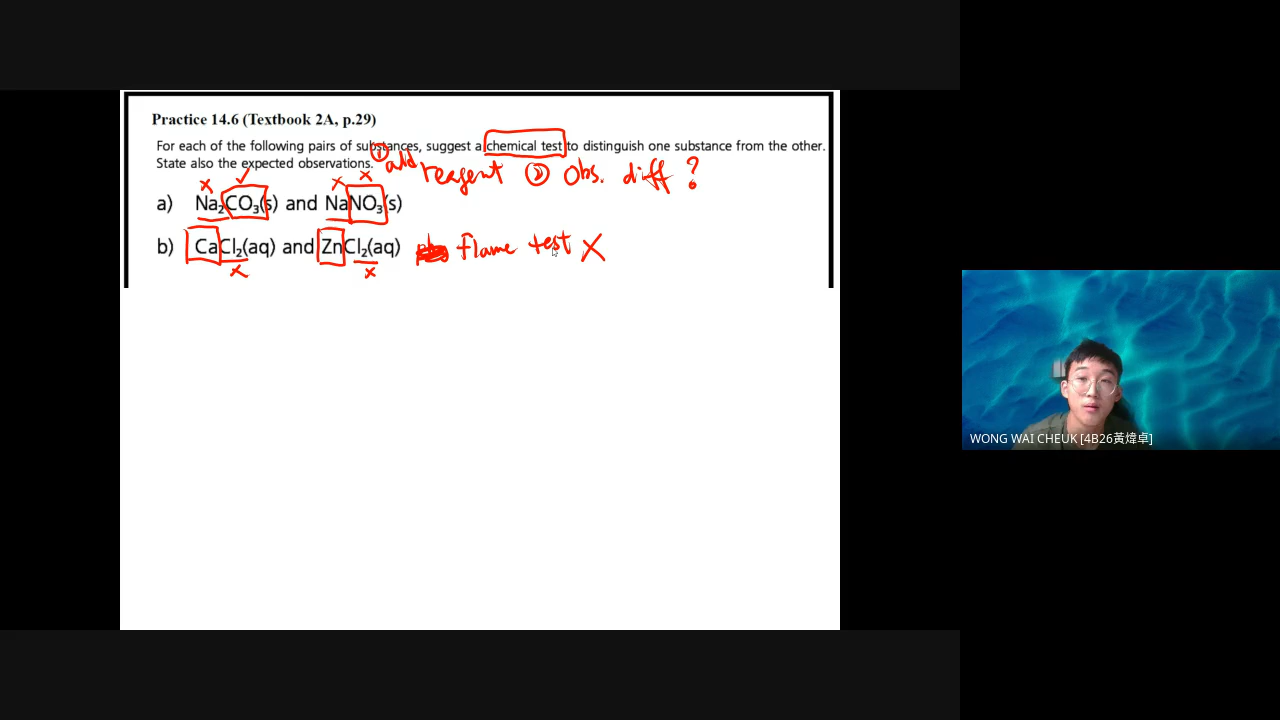 Practice 14.6 (Textbook 2A, p.29)
For each of the following pairs of substances, suggest a chemical test to distinguish one substance from the other.
State also the expected observations.
① add reagent ② Obs. diff ?
a) Na₂CO₃(s) and NaNO₃(s)
b) CaCl₂(aq) and ZnCl₂(aq) flame test X
WONG WAI CHEUK [4B26黃煒卓]